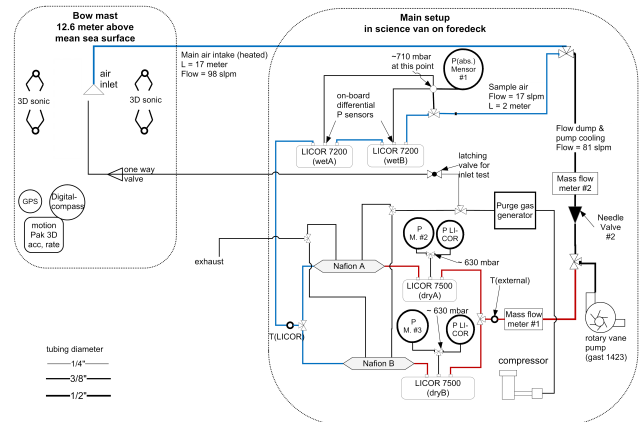 Bow mast
12.6 meter above
mean sea surface
Main setup
in science van on foredeck
Main air intake (heated)
L = 17 meter
Flow = 98 slpm
air
inlet
3D sonic
3D sonic
~710 mbar
at this point
P(abs.)
Mensor
#1
Sample air
Flow = 17 slpm
L = 2 meter
on-board
differential
P sensors
LICOR 7200
(wetA)
LICOR 7200
(wetB)
Flow dump &
pump cooling
Flow = 81 slpm
one way
valve
latching
valve for
inlet test
Mass flow
meter #2
GPS
Digital-
compass
motion
Pak 3D
acc, rate
Purge gas
generator
Needle
Valve
#2
exhaust
P
M. #2
P LI-
COR
~ 630 mbar
Nafion A
LICOR 7500
(dryA)
T(external)
~ 630 mbar
P
M. #3
P LI-
COR
Mass flow
meter #1
T(LICOR)
rotary vane
pump
(gast 1423)
Nafion B
LICOR 7500
(dryB)
compressor
tubing diameter
1/4"
3/8"
1/2"